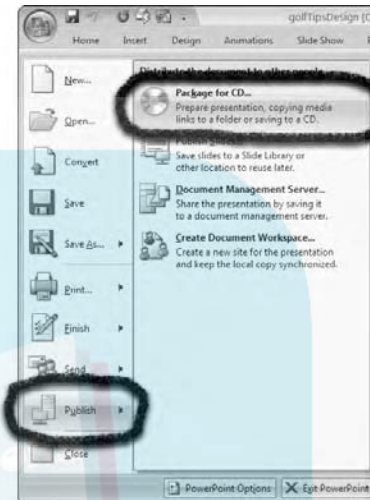 golfTipsDesign [C
Home Insert Design Animations Slide Show
New...
Open...
Convert
Save
Save As...
Print...
Finish
Send
Publish
Close
Distribute the document to other people
Package for CD...
Prepare presentation, copying media
links to a folder or saving to a CD.
Publish Slides...
Save slides to a Slide Library or
other location to reuse later.
Document Management Server...
Share the presentation by saving it
to a document management server.
Create Document Workspace...
Create a new site for the presentation
and keep the local copy synchronized.
PowerPoint Options Exit PowerPoint